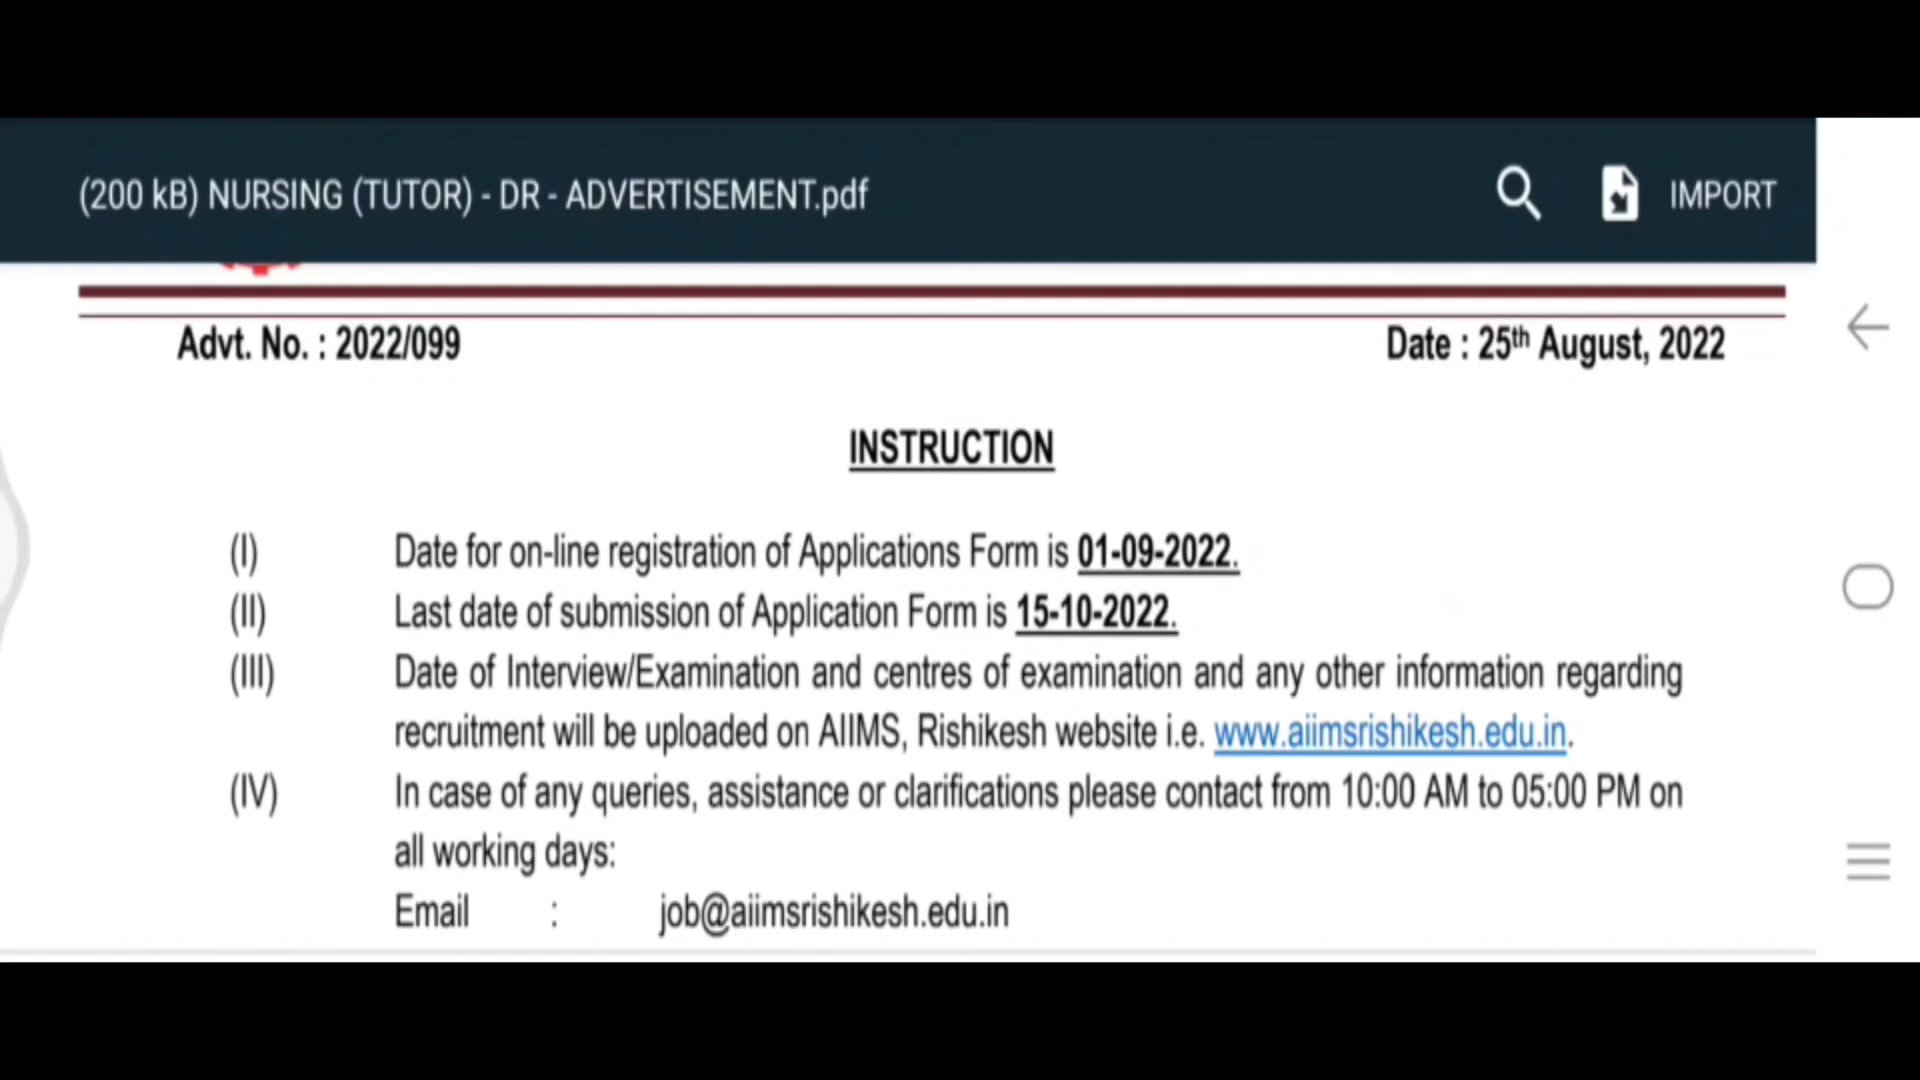 (200 kB) NURSING (TUTOR) - DR - ADVERTISEMENT.pdf IMPORT
Advt. No. : 2022/099 Date : 25th August, 2022
INSTRUCTION
(I) Date for on-line registration of Applications Form is 01-09-2022.
(II) Last date of submission of Application Form is 15-10-2022.
(III) Date of Interview/Examination and centres of examination and any other information regarding
recruitment will be uploaded on AIIMS, Rishikesh website i.e. www.aiimsrishikesh.edu.in.
(IV) In case of any queries, assistance or clarifications please contact from 10:00 AM to 05:00 PM on
all working days:
Email : job@aiimsrishikesh.edu.in